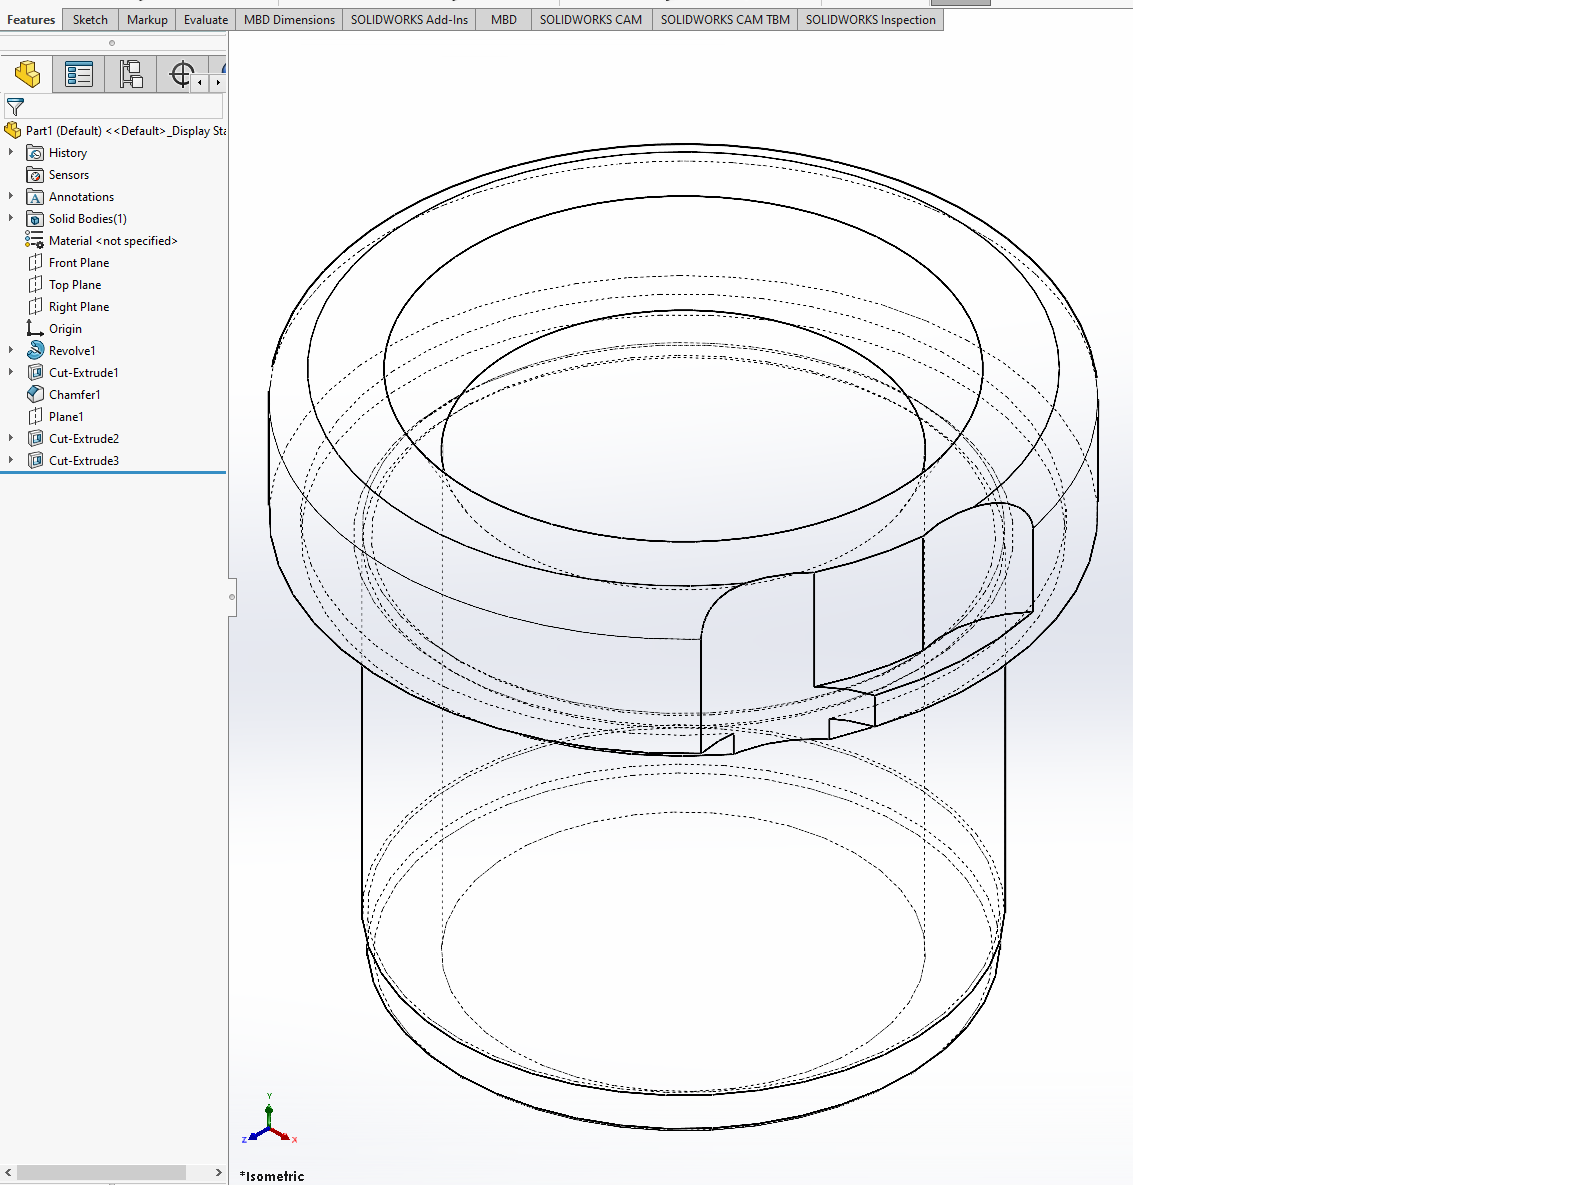 Features Sketch Markup Evaluate MBD Dimensions SOLIDWORKS Add-Ins MBD SOLIDWORKS CAM SOLIDWORKS CAM TBM SOLIDWORKS Inspection
Part1 (Default) <<Default>_Display Sta
History
Sensors
A Annotations
Solid Bodies(1)
Material <not specified>
Front Plane
Top Plane
Right Plane
Origin
Revolve1
Cut-Extrude1
Chamfer1
Plane1
Cut-Extrude2
Cut-Extrude3
Y
Z X
*Isometric